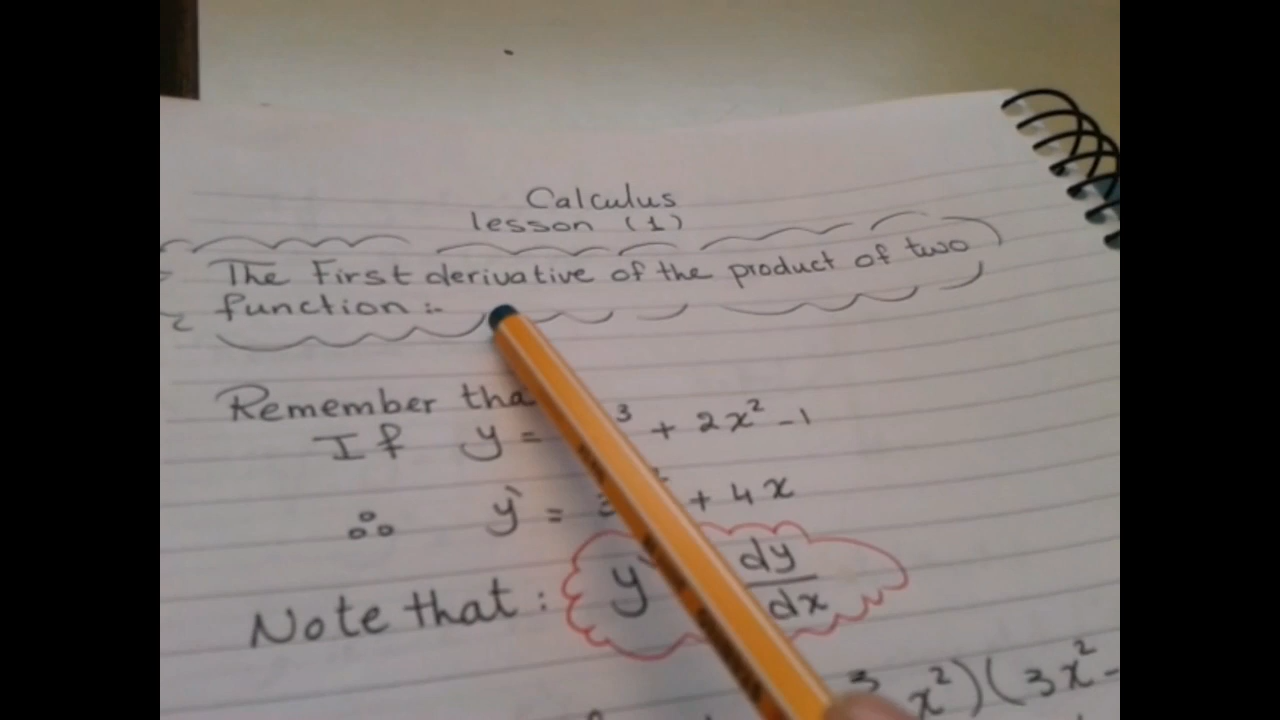 Calculus
lesson (1)
The First derivative of the product of two
function :-
Remember
If y = ³ + 2x² - 1
∴ y` = + 4x
Note that : y dy/dx
x²)(3x² -